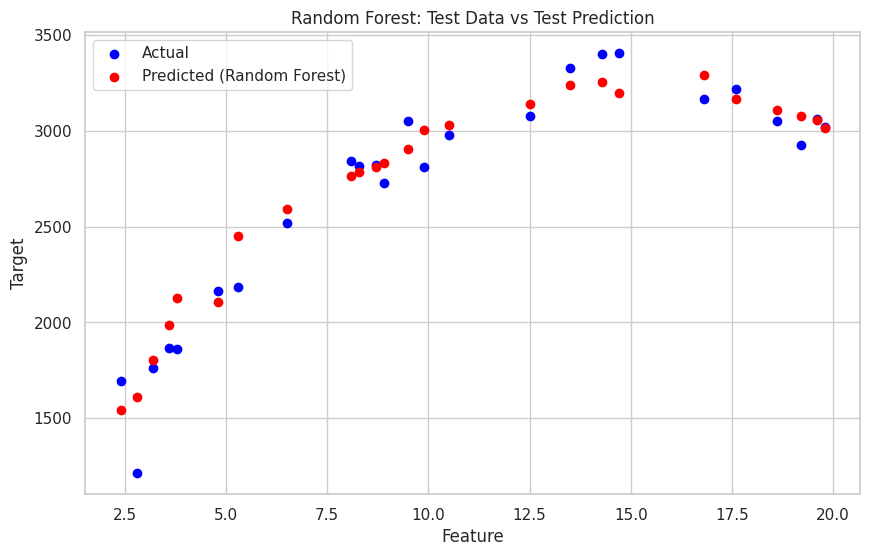 Random Forest: Test Data vs Test Prediction
Actual
Predicted (Random Forest)
3500
3000
2500
2000
1500
Target
2.5
5.0
7.5
10.0
12.5
15.0
17.5
20.0
Feature